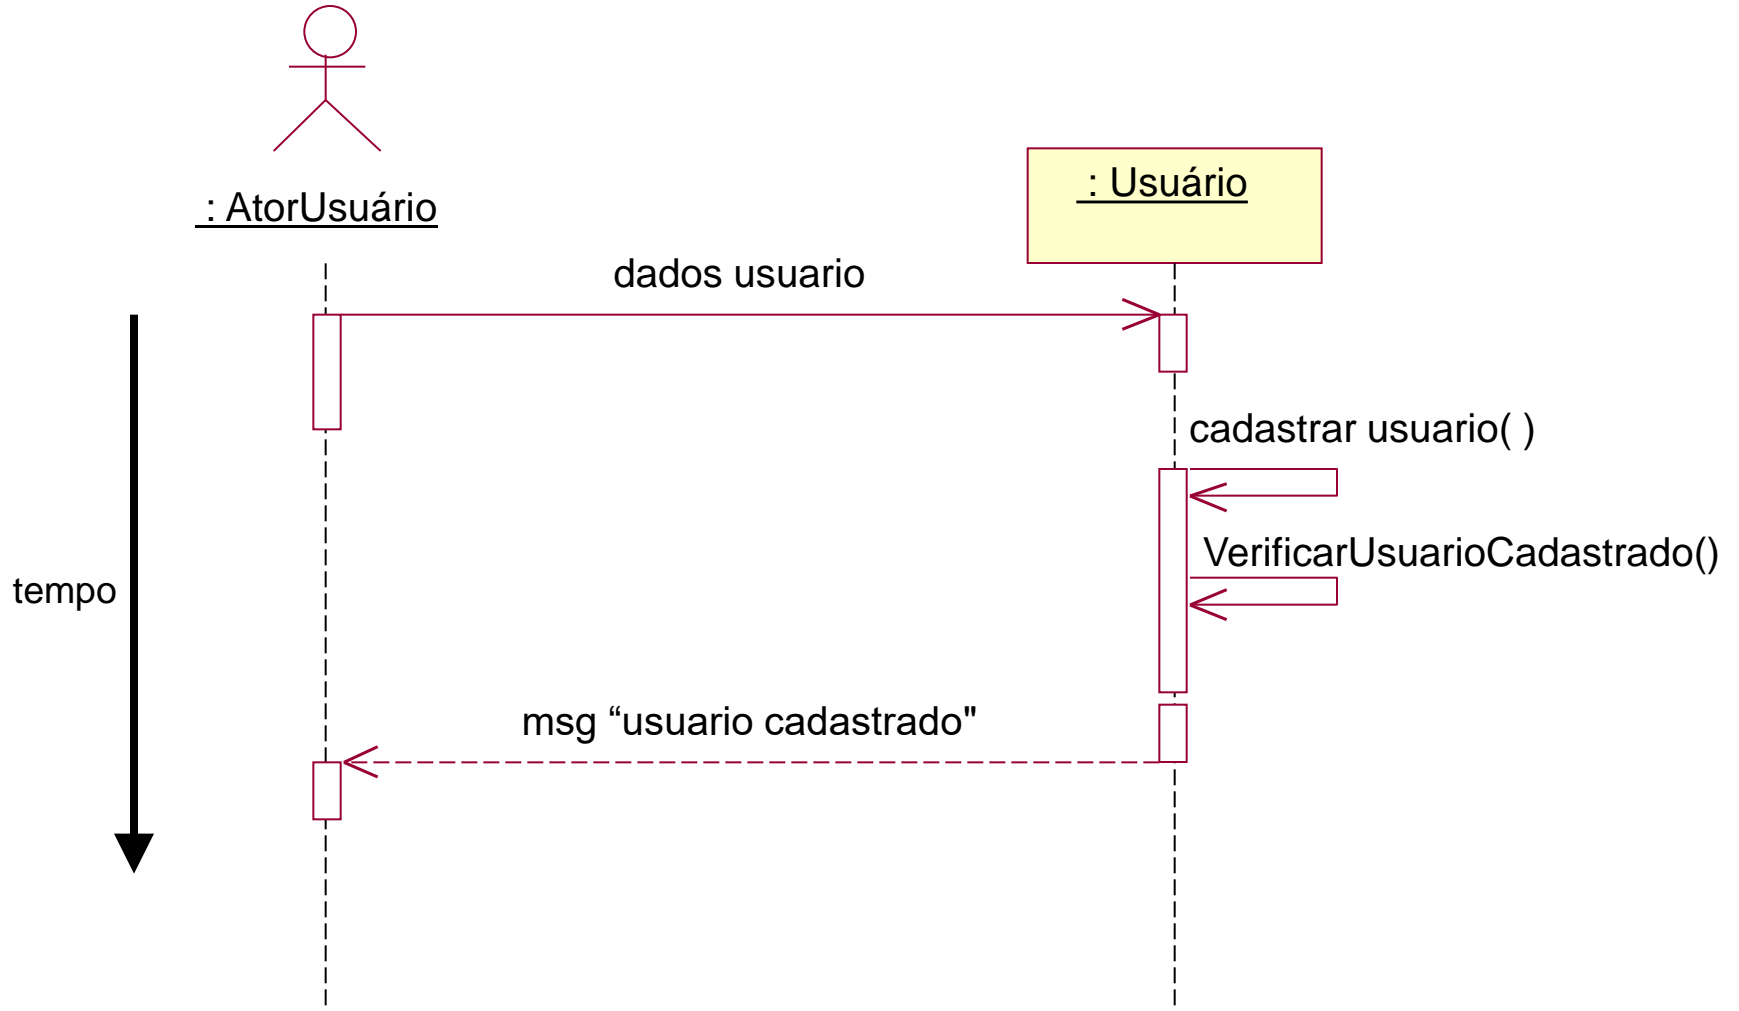 : AtorUsuário
: Usuário
dados usuario
cadastrar usuario( )
VerificarUsuarioCadastrado()
tempo
msg “usuario cadastrado"